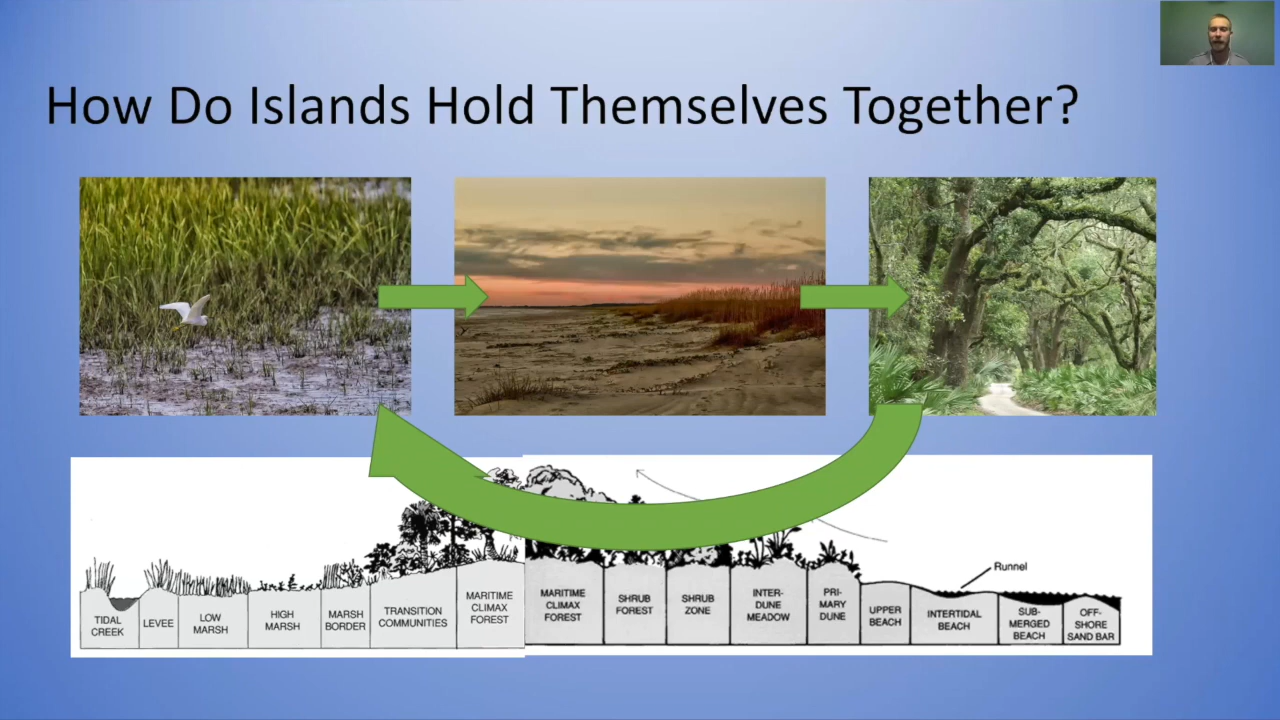 How Do Islands Hold Themselves Together?
Runnel
TIDAL
CREEK
LEVEE
LOW
MARSH
HIGH
MARSH
MARSH
BORDER
TRANSITION
COMMUNITIES
MARITIME
CLIMAX
FOREST
MARITIME
CLIMAX
FOREST
SHRUB
FOREST
SHRUB
ZONE
INTER-
DUNE
MEADOW
PRI-
MARY
DUNE
UPPER
BEACH
INTERTIDAL
BEACH
SUB-
MERGED
BEACH
OFF-
SHORE
SAND BAR